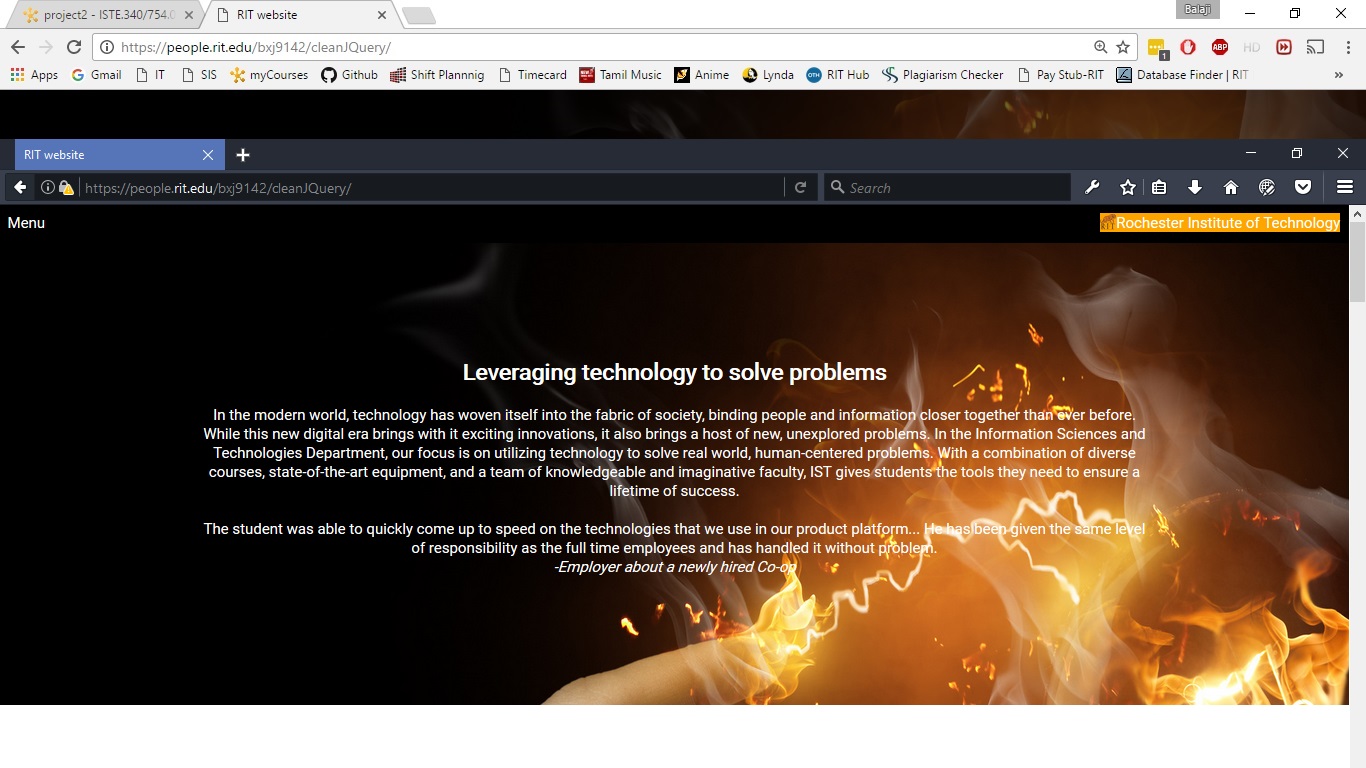 Balaji
project2 - ISTE.340/754.0
RIT website
https://people.rit.edu/bxj9142/cleanJQuery/
1
ABP
HD
Apps
Gmail
IT
SIS
myCourses
Github
Shift Plannnig
Timecard
Tamil Music
Anime
Lynda
RIT Hub
Plagiarism Checker
Pay Stub-RIT
Database Finder | RIT
RIT website
https://people.rit.edu/bxj9142/cleanJQuery/
Search
Menu
Rochester Institute of Technology
Leveraging technology to solve problems
In the modern world, technology has woven itself into the fabric of society, binding people and information closer together than ever before.
While this new digital era brings with it exciting innovations, it also brings a host of new, unexplored problems. In the Information Sciences and
Technologies Department, our focus is on utilizing technology to solve real world, human-centered problems. With a combination of diverse
courses, state-of-the-art equipment, and a team of knowledgeable and imaginative faculty, IST gives students the tools they need to ensure a
lifetime of success.
The student was able to quickly come up to speed on the technologies that we use in our product platform... He has been given the same level
of responsibility as the full time employees and has handled it without problem.
-Employer about a newly hired Co-op